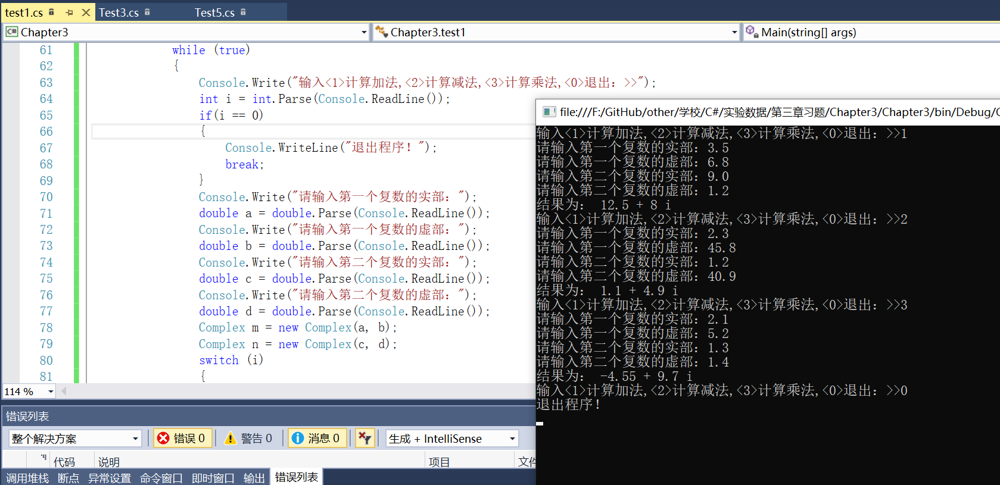 test1.cs Test3.cs Test5.cs
C# Chapter3 Chapter3.test1 Main(string[] args)
61 while (true)
62 {
63 Console.Write("输入<1>计算加法,<2>计算减法,<3>计算乘法,<0>退出：>>");
64 int i = int.Parse(Console.ReadLine());
65 if(i == 0)
66 {
67 Console.WriteLine("退出程序！");
68 break;
69 }
70 Console.Write("请输入第一个复数的实部：");
71 double a = double.Parse(Console.ReadLine());
72 Console.Write("请输入第一个复数的虚部：");
73 double b = double.Parse(Console.ReadLine());
74 Console.Write("请输入第二个复数的实部：");
75 double c = double.Parse(Console.ReadLine());
76 Console.Write("请输入第二个复数的虚部：");
77 double d = double.Parse(Console.ReadLine());
78 Complex m = new Complex(a, b);
79 Complex n = new Complex(c, d);
80 switch (i)
81 {
114 %
file:///F:/GitHub/other/学校/C#/实验数据/第三章习题/Chapter3/Chapter3/bin/Debug/C
输入<1>计算加法,<2>计算减法,<3>计算乘法,<0>退出：>>1
请输入第一个复数的实部：3.5
请输入第一个复数的虚部：6.8
请输入第二个复数的实部：9.0
请输入第二个复数的虚部：1.2
结果为： 12.5 + 8 i
输入<1>计算加法,<2>计算减法,<3>计算乘法,<0>退出：>>2
请输入第一个复数的实部：2.3
请输入第一个复数的虚部：45.8
请输入第二个复数的实部：1.2
请输入第二个复数的虚部：40.9
结果为： 1.1 + 4.9 i
输入<1>计算加法,<2>计算减法,<3>计算乘法,<0>退出：>>3
请输入第一个复数的实部：2.1
请输入第一个复数的虚部：5.2
请输入第二个复数的实部：1.3
请输入第二个复数的虚部：1.4
结果为： -4.55 + 9.7 i
输入<1>计算加法,<2>计算减法,<3>计算乘法,<0>退出：>>0
退出程序！
错误列表
整个解决方案 错误 0 警告 0 消息 0 生成 + IntelliSense
代码 说明 项目 文件
调用堆栈 断点 异常设置 命令窗口 即时窗口 输出 错误列表